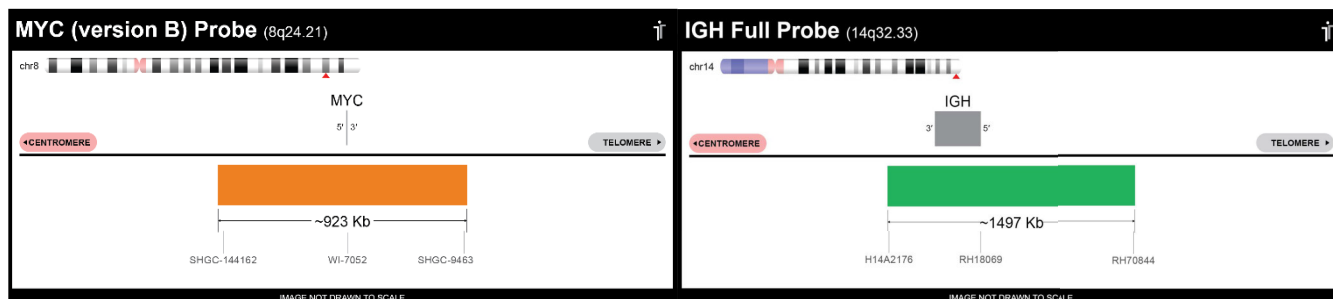 MYC (version B) Probe (8q24.21)
chr8
MYC
5' 3'
◂CENTROMERE
TELOMERE ▸
~923 Kb
SHGC-144162
WI-7052
SHGC-9463
IMAGE NOT DRAWN TO SCALE
IGH Full Probe (14q32.33)
chr14
IGH
3' 5'
◂CENTROMERE
TELOMERE ▸
~1497 Kb
H14A2176
RH18069
RH70844
IMAGE NOT DRAWN TO SCALE